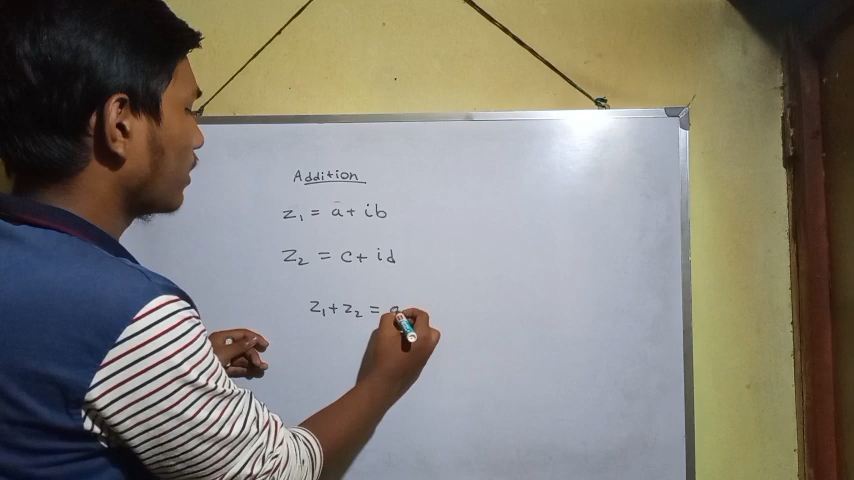 Addition
z₁ = a + ib
z₂ = c + id
z₁ + z₂ = a